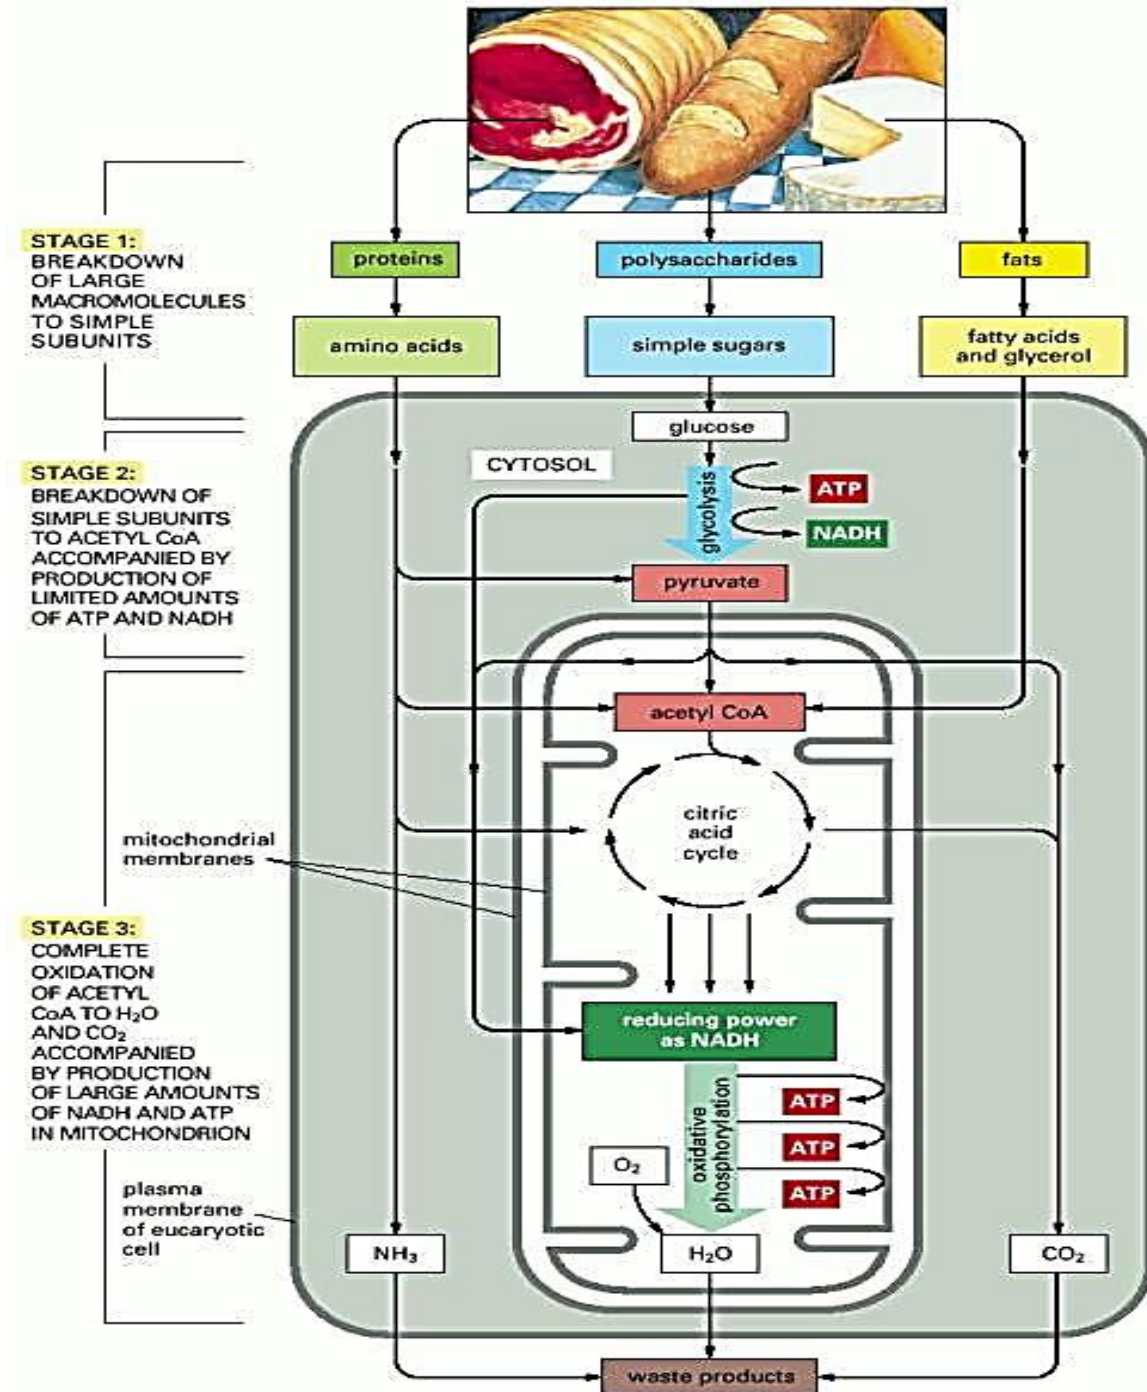 proteins
polysaccharides
fats
STAGE 1:
BREAKDOWN
OF LARGE
MACROMOLECULES
TO SIMPLE
SUBUNITS
amino acids
simple sugars
fatty acids
and glycerol
glucose
CYTOSOL
STAGE 2:
BREAKDOWN OF
SIMPLE SUBUNITS
TO ACETYL CoA
ACCOMPANIED BY
PRODUCTION OF
LIMITED AMOUNTS
OF ATP AND NADH
glycolysis
ATP
NADH
pyruvate
acetyl CoA
citric
acid
cycle
mitochondrial
membranes
STAGE 3:
COMPLETE
OXIDATION
OF ACETYL
CoA TO H₂O
AND CO₂
ACCOMPANIED
BY PRODUCTION
OF LARGE AMOUNTS
OF NADH AND ATP
IN MITOCHONDRION
reducing power
as NADH
oxidative
phosphorylation
ATP
ATP
ATP
O₂
plasma
membrane
of eucaryotic
cell
NH₃
H₂O
CO₂
waste products